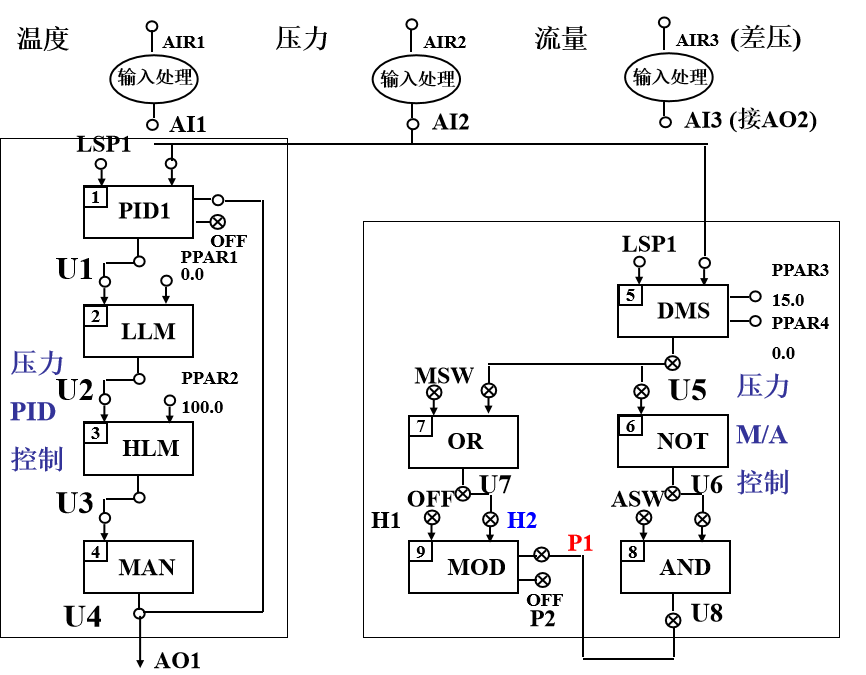 温度
AIR1
输入处理
AI1
压力
AIR2
输入处理
AI2
流量
AIR3 (差压)
输入处理
AI3 (接AO2)
LSP1
1
PID1
OFF
U1
PPAR1
0.0
2
LLM
压力
PID
控制
U2
PPAR2
100.0
3
HLM
U3
4
MAN
U4
AO1
LSP1
5
DMS
PPAR3
15.0
PPAR4
0.0
U5
压力
M/A
控制
MSW
7
OR
6
NOT
U7
U6
OFF
H1
H2
ASW
9
MOD
P1
OFF
P2
8
AND
U8